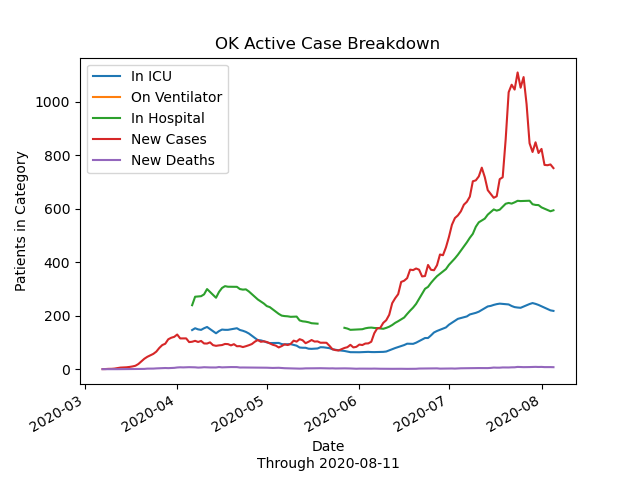 OK Active Case Breakdown
In ICU
On Ventilator
In Hospital
New Cases
New Deaths
Patients in Category
1000
800
600
400
200
0
2020-03
2020-04
2020-05
2020-06
2020-07
2020-08
Date
Through 2020-08-11